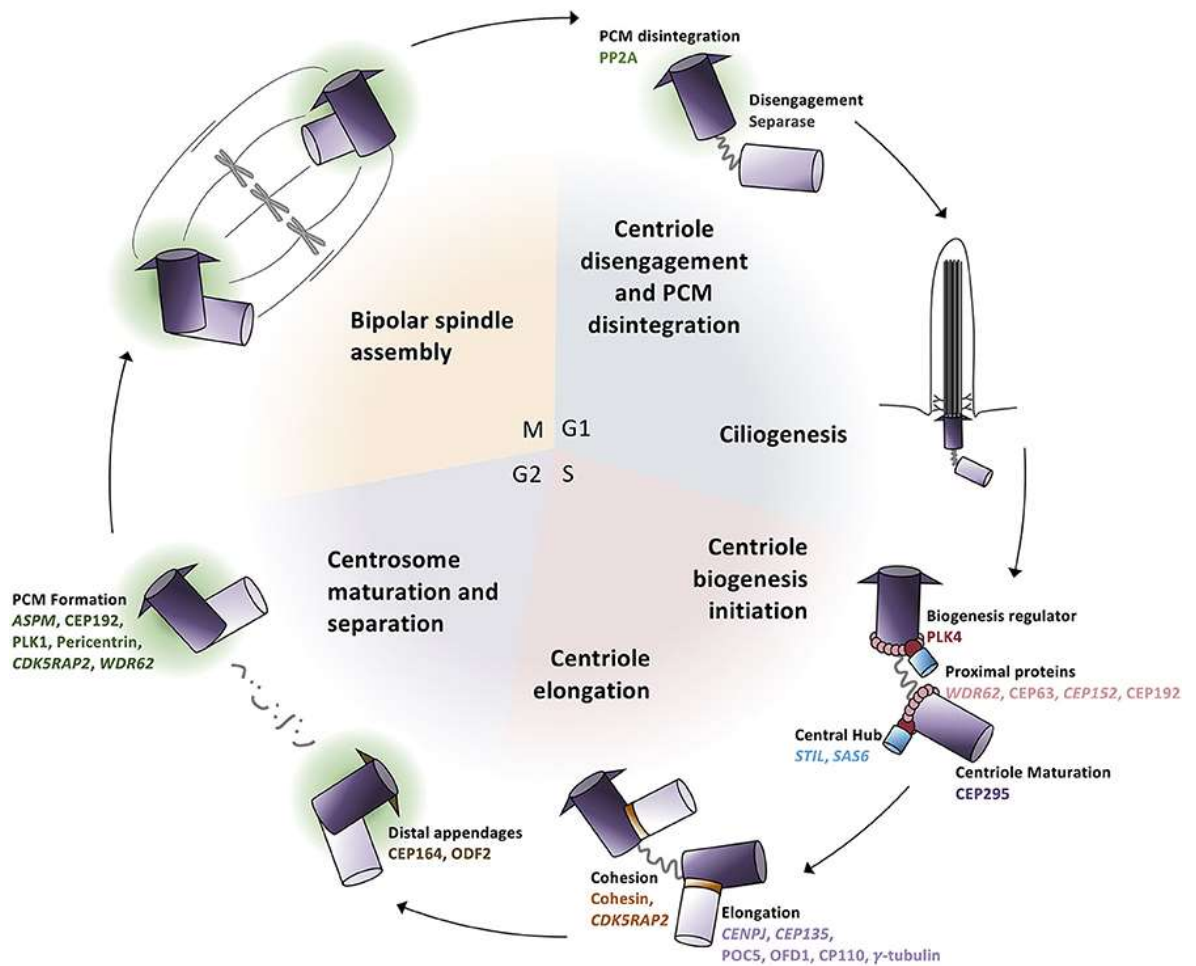 PCM disintegration
PP2A
Disengagement
Separase
Centriole
disengagement
and PCM
disintegration
Bipolar spindle
assembly
M
G1
Ciliogenesis
G2
S
Centrosome
maturation and
separation
Centriole
biogenesis
initiation
Centriole
elongation
PCM Formation
ASPM, CEP192,
PLK1, Pericentrin,
CDK5RAP2, WDR62
Biogenesis regulator
PLK4
Proximal proteins
WDR62, CEP63, CEP152, CEP192
Central Hub
STIL, SAS6
Centriole Maturation
CEP295
Distal appendages
CEP164, ODF2
Cohesion
Cohesin,
CDK5RAP2
Elongation
CENPJ, CEP135,
POC5, OFD1, CP110, γ-tubulin